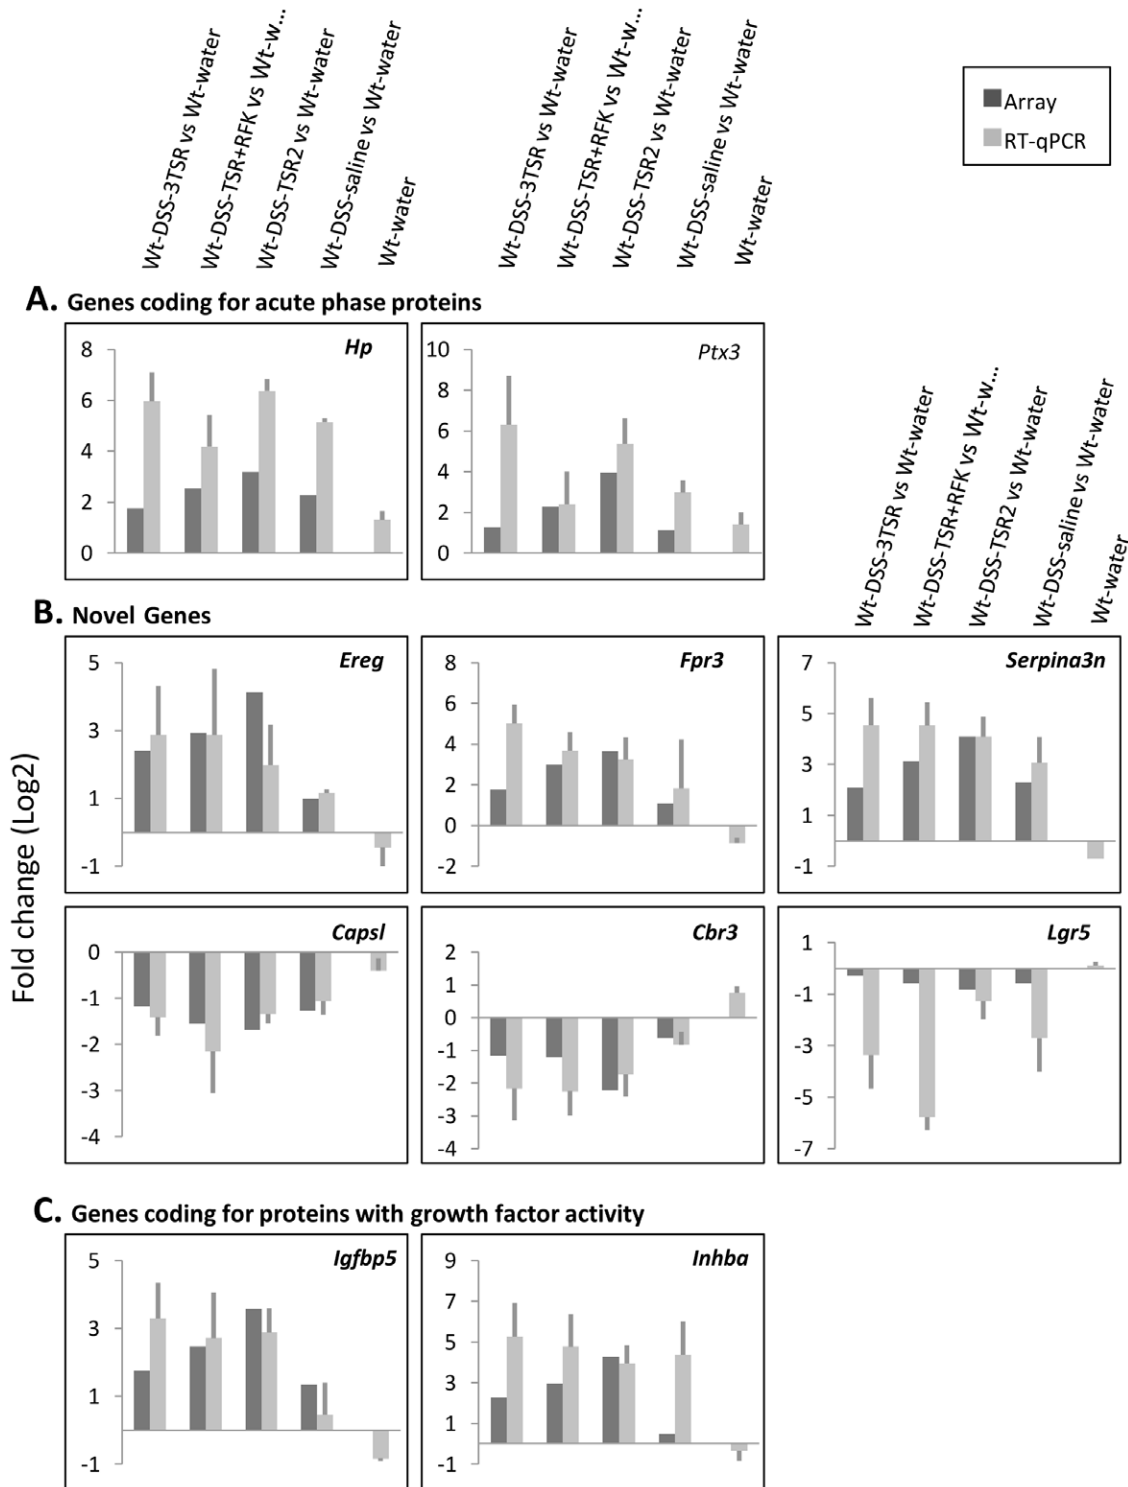 Wt-DSS-3TSR vs Wt-water
Wt-DSS-TSR+RFK vs Wt-w...
Wt-DSS-TSR2 vs Wt-water
Wt-DSS-saline vs Wt-water
Wt-water
Wt-DSS-3TSR vs Wt-water
Wt-DSS-TSR+RFK vs Wt-w...
Wt-DSS-TSR2 vs Wt-water
Wt-DSS-saline vs Wt-water
Wt-water
Array
RT-qPCR
A. Genes coding for acute phase proteins
Hp
8
6
4
2
0
Ptx3
10
8
6
4
2
0
Wt-DSS-3TSR vs Wt-water
Wt-DSS-TSR+RFK vs Wt-w...
Wt-DSS-TSR2 vs Wt-water
Wt-DSS-saline vs Wt-water
Wt-water
B. Novel Genes
Fold change (Log2)
Ereg
5
3
1
-1
Fpr3
8
6
4
2
0
-2
Serpina3n
7
5
3
1
-1
Capsl
0
-1
-2
-3
-4
Cbr3
2
1
0
-1
-2
-3
-4
Lgr5
1
-1
-3
-5
-7
C. Genes coding for proteins with growth factor activity
Igfbp5
5
3
1
-1
Inhba
9
7
5
3
1
-1